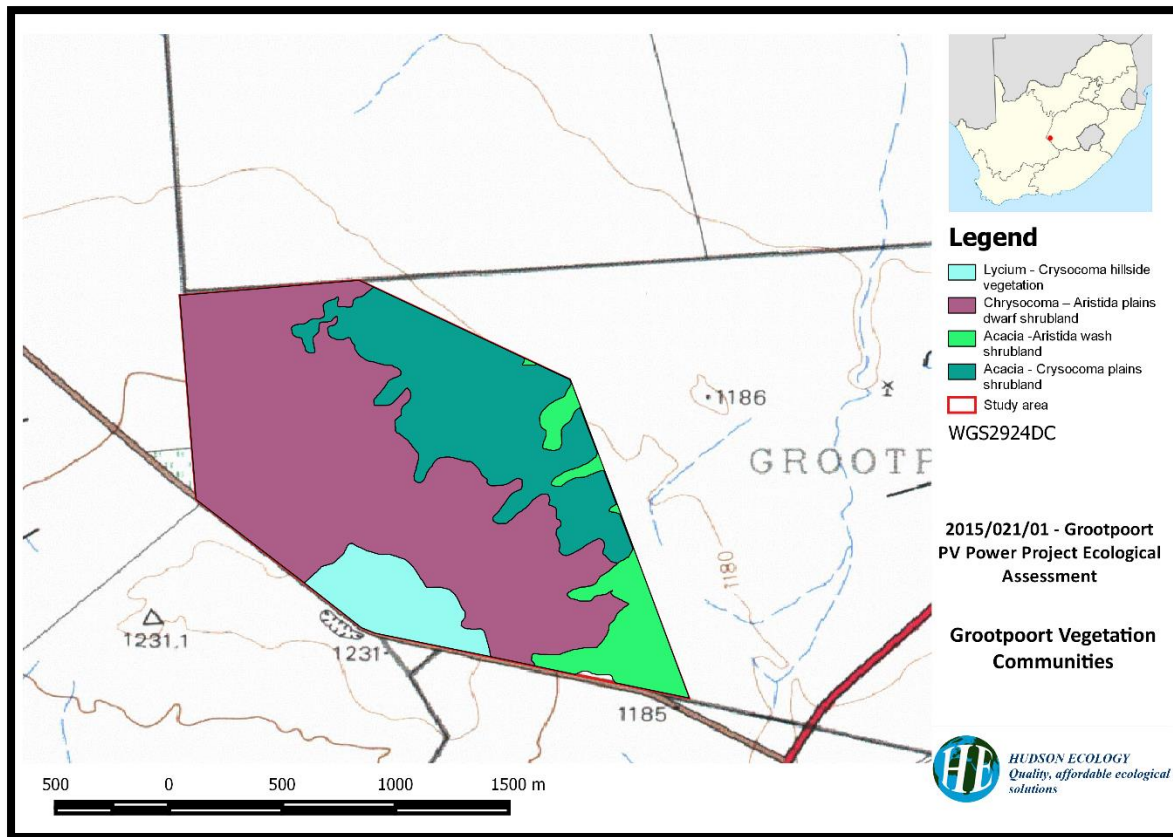 1186
GROOTP
1180
1231.1
1231
1185
500 0 500 1000 1500 m
Legend
Lycium - Crysocoma hillside
vegetation
Chrysocoma – Aristida plains
dwarf shrubland
Acacia -Aristida wash
shrubland
Acacia - Crysocoma plains
shrubland
Study area
WGS2924DC
2015/021/01 - Grootpoort
PV Power Project Ecological
Assessment
Grootpoort Vegetation
Communities
HE
HUDSON ECOLOGY
Quality, affordable ecological
solutions